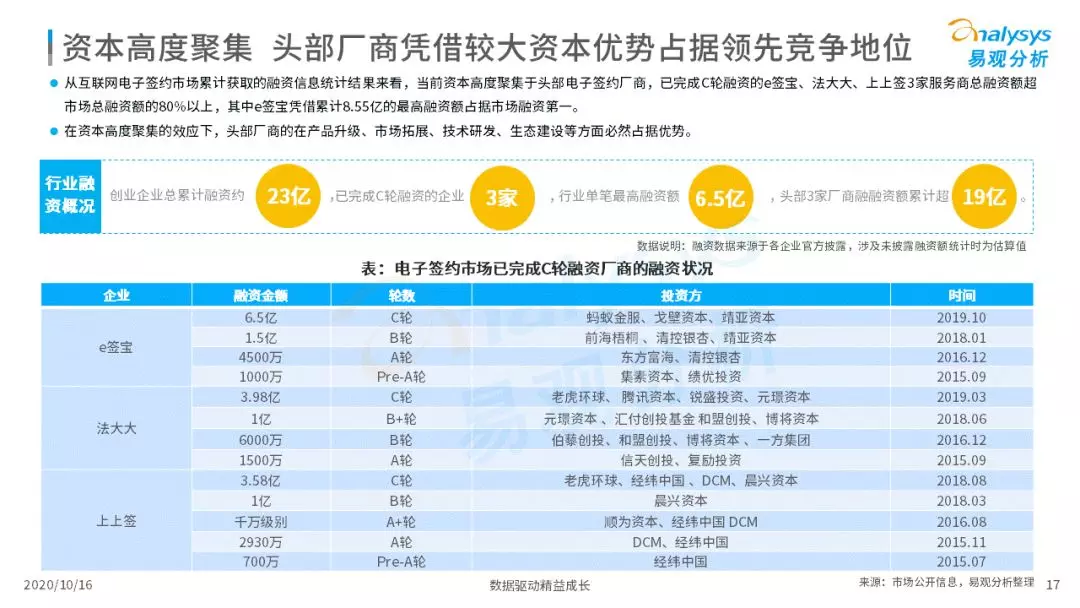 资本高度聚集 头部厂商凭借较大资本优势占据领先竞争地位
analysys
易观分析
从互联网电子签约市场累计获取的融资信息统计结果来看，当前资本高度聚集于头部电子签约厂商，已完成C轮融资的e签宝、法大大、上上签3家服务商总融资额超
市场总融资额的80%以上，其中e签宝凭借累计8.55亿的最高融资额占据市场融资第一。
在资本高度聚集的效应下，头部厂商的在产品升级、市场拓展、技术研发、生态建设等方面必然占据优势。
行业融
资概况
创业企业总累计融资约 23亿 ,已完成C轮融资的企业 3家 ，行业单笔最高融资额 6.5亿 ，头部3家厂商融融资额累计超 19亿 。
数据说明：融资数据来源于各企业官方披露，涉及未披露融资额统计时为估算值
表：电子签约市场已完成C轮融资厂商的融资状况
企业 融资金额 轮数 投资方 时间
e签宝
6.5亿 C轮 蚂蚁金服、戈壁资本、靖亚资本 2019.10
1.5亿 B轮 前海梧桐 、清控银杏、靖亚资本 2018.01
4500万 A轮 东方富海、清控银杏 2016.12
1000万 Pre-A轮 集素资本、绩优投资 2015.09
法大大
3.98亿 C轮 老虎环球、 腾讯资本、锐盛投资、元璟资本 2019.03
1亿 B+轮 元璟资本 、汇付创投基金 和盟创投、博将资本 2018.06
6000万 B轮 伯藜创投、和盟创投、博将资本 、一方集团 2016.12
1500万 A轮 信天创投、复励投资 2015.09
上上签
3.58亿 C轮 老虎环球、经纬中国 、DCM、晨兴资本 2018.08
1亿 B轮 晨兴资本 2018.03
千万级别 A+轮 顺为资本、经纬中国 DCM 2016.08
2930万 A轮 DCM、经纬中国 2015.11
700万 Pre-A轮 经纬中国 2015.07
2020/10/16
数据驱动精益成长
来源：市场公开信息，易观分析整理
17